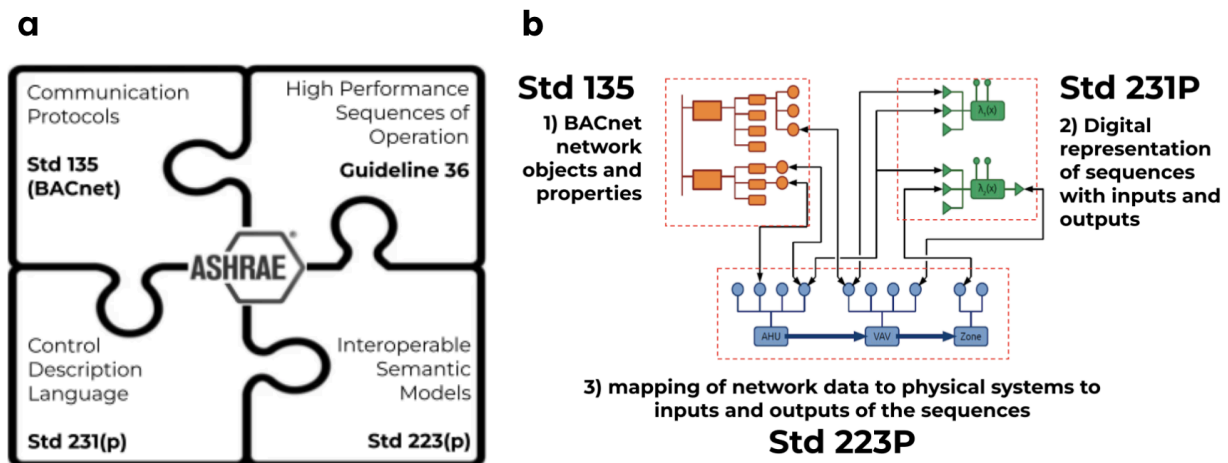 a
Communication
Protocols
Std 135
(BACnet)
High Performance
Sequences of
Operation
Guideline 36
ASHRAE®
Control
Description
Language
Std 231(p)
Interoperable
Semantic
Models
Std 223(p)
b
Std 135
1) BACnet
network
objects and
properties
λ₁(x)
λ₂(x)
Std 231P
2) Digital
representation
of sequences
with inputs and
outputs
AHU
VAV
Zone
3) mapping of network data to physical systems to
inputs and outputs of the sequences
Std 223P